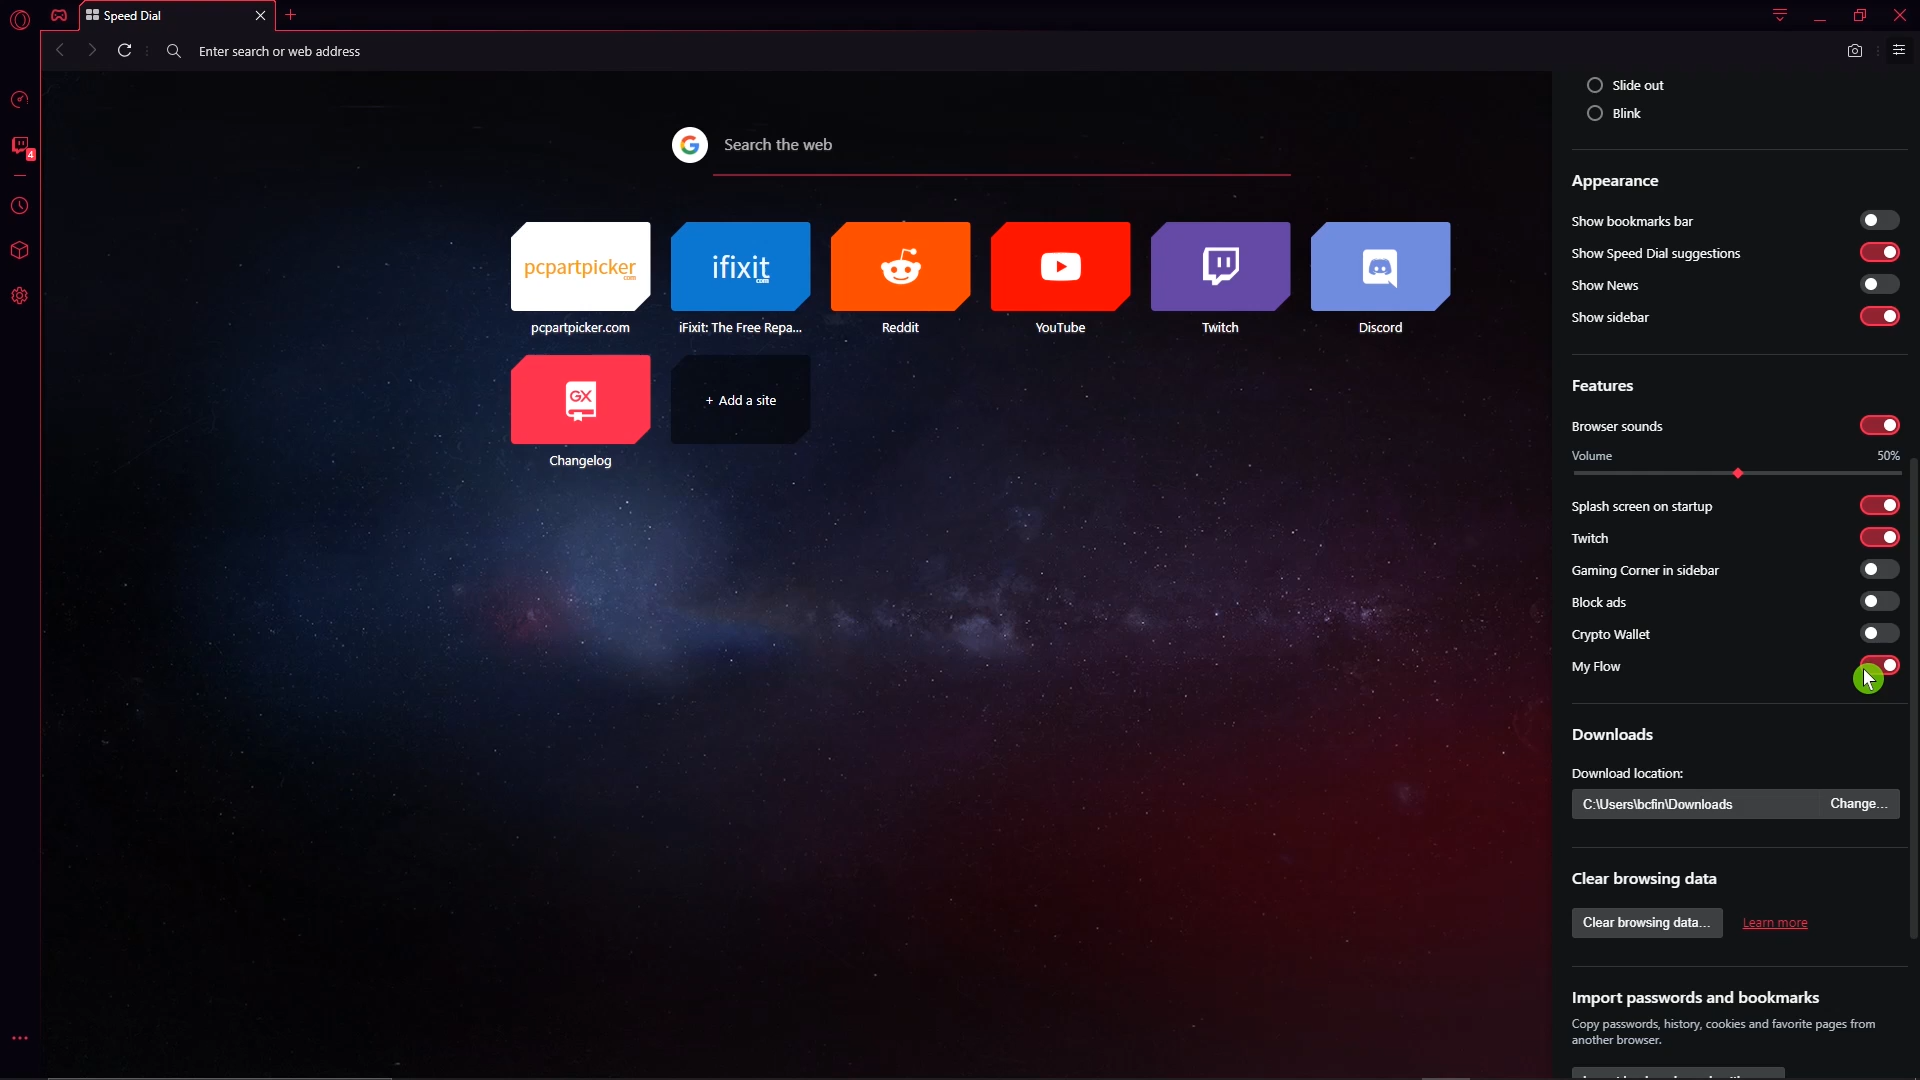 Speed Dial
Enter search or web address
4
Search the web
pcpartpicker
com
ifixit
com
pcpartpicker.com
iFixit: The Free Repa...
Reddit
YouTube
Twitch
Discord
GX
+ Add a site
Changelog
Slide out
Blink
Appearance
Show bookmarks bar
Show Speed Dial suggestions
Show News
Show sidebar
Features
Browser sounds
Volume 50%
Splash screen on startup
Twitch
Gaming Corner in sidebar
Block ads
Crypto Wallet
My Flow
Downloads
Download location:
C:\Users\bcfin\Downloads Change...
Clear browsing data
Clear browsing data... Learn more
Import passwords and bookmarks
Copy passwords, history, cookies and favorite pages from
another browser.